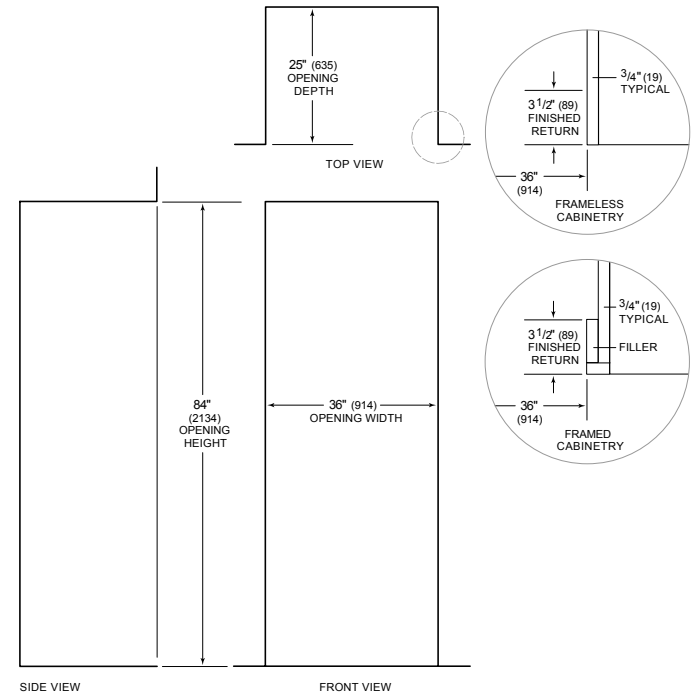 25" (635)
OPENING
DEPTH
TOP VIEW
3/4" (19)
TYPICAL
3 1/2" (89)
FINISHED
RETURN
36"
(914)
FRAMELESS
CABINETRY
3/4" (19)
TYPICAL
3 1/2" (89)
FINISHED
RETURN
FILLER
36"
(914)
FRAMED
CABINETRY
84"
(2134)
OPENING
HEIGHT
36" (914)
OPENING WIDTH
SIDE VIEW
FRONT VIEW